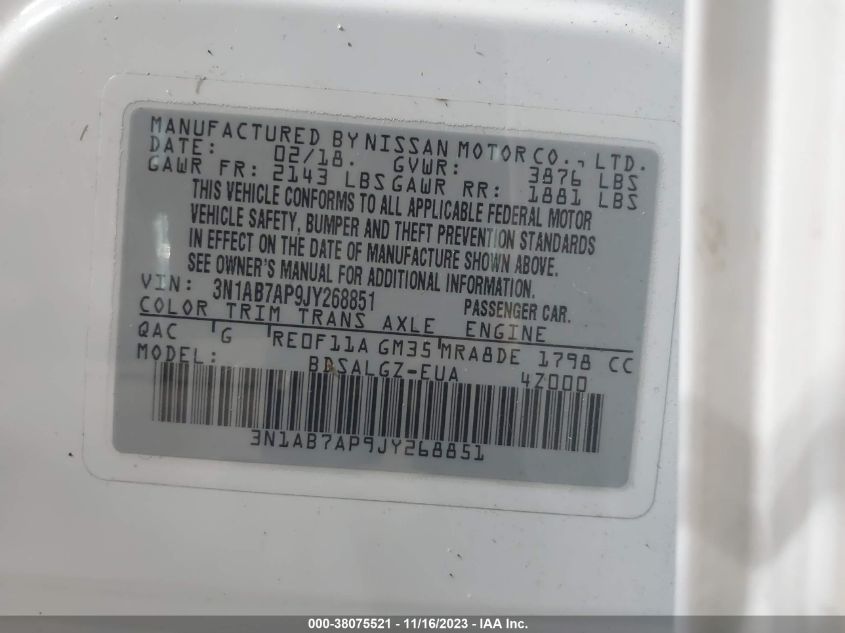 MANUFACTURED BY NISSAN MOTOR CO., LTD.
DATE: 02/18. GVWR: 3876 LBS
GAWR FR: 2143 LBS GAWR RR: 1881 LBS
THIS VEHICLE CONFORMS TO ALL APPLICABLE FEDERAL MOTOR
VEHICLE SAFETY, BUMPER AND THEFT PREVENTION STANDARDS
IN EFFECT ON THE DATE OF MANUFACTURE SHOWN ABOVE.
SEE OWNER'S MANUAL FOR ADDITIONAL INFORMATION.
VIN: 3N1AB7AP9JY268851 PASSENGER CAR.
COLOR TRIM TRANS AXLE ENGINE
QAC G RE0F11A GM35 MRA8DE 1798 CC
MODEL: BDSALGZ-EUA 4Z000
3N1AB7AP9JY268851
000-38075521 - 11/16/2023 - IAA Inc.